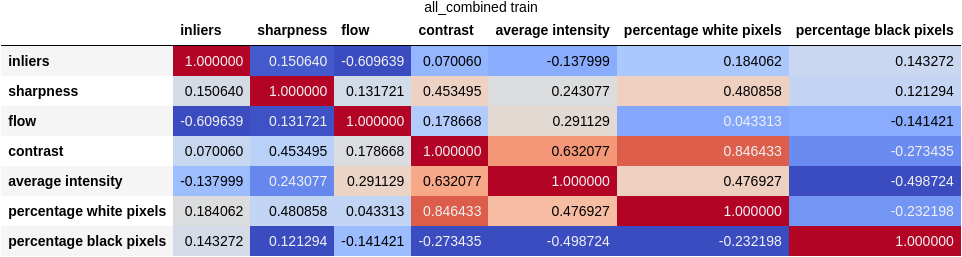 all_combined train
inliers sharpness flow contrast average intensity percentage white pixels percentage black pixels
inliers 1.000000 0.150640 -0.609639 0.070060 -0.137999 0.184062 0.143272
sharpness 0.150640 1.000000 0.131721 0.453495 0.243077 0.480858 0.121294
flow -0.609639 0.131721 1.000000 0.178668 0.291129 0.043313 -0.141421
contrast 0.070060 0.453495 0.178668 1.000000 0.632077 0.846433 -0.273435
average intensity -0.137999 0.243077 0.291129 0.632077 1.000000 0.476927 -0.498724
percentage white pixels 0.184062 0.480858 0.043313 0.846433 0.476927 1.000000 -0.232198
percentage black pixels 0.143272 0.121294 -0.141421 -0.273435 -0.498724 -0.232198 1.000000